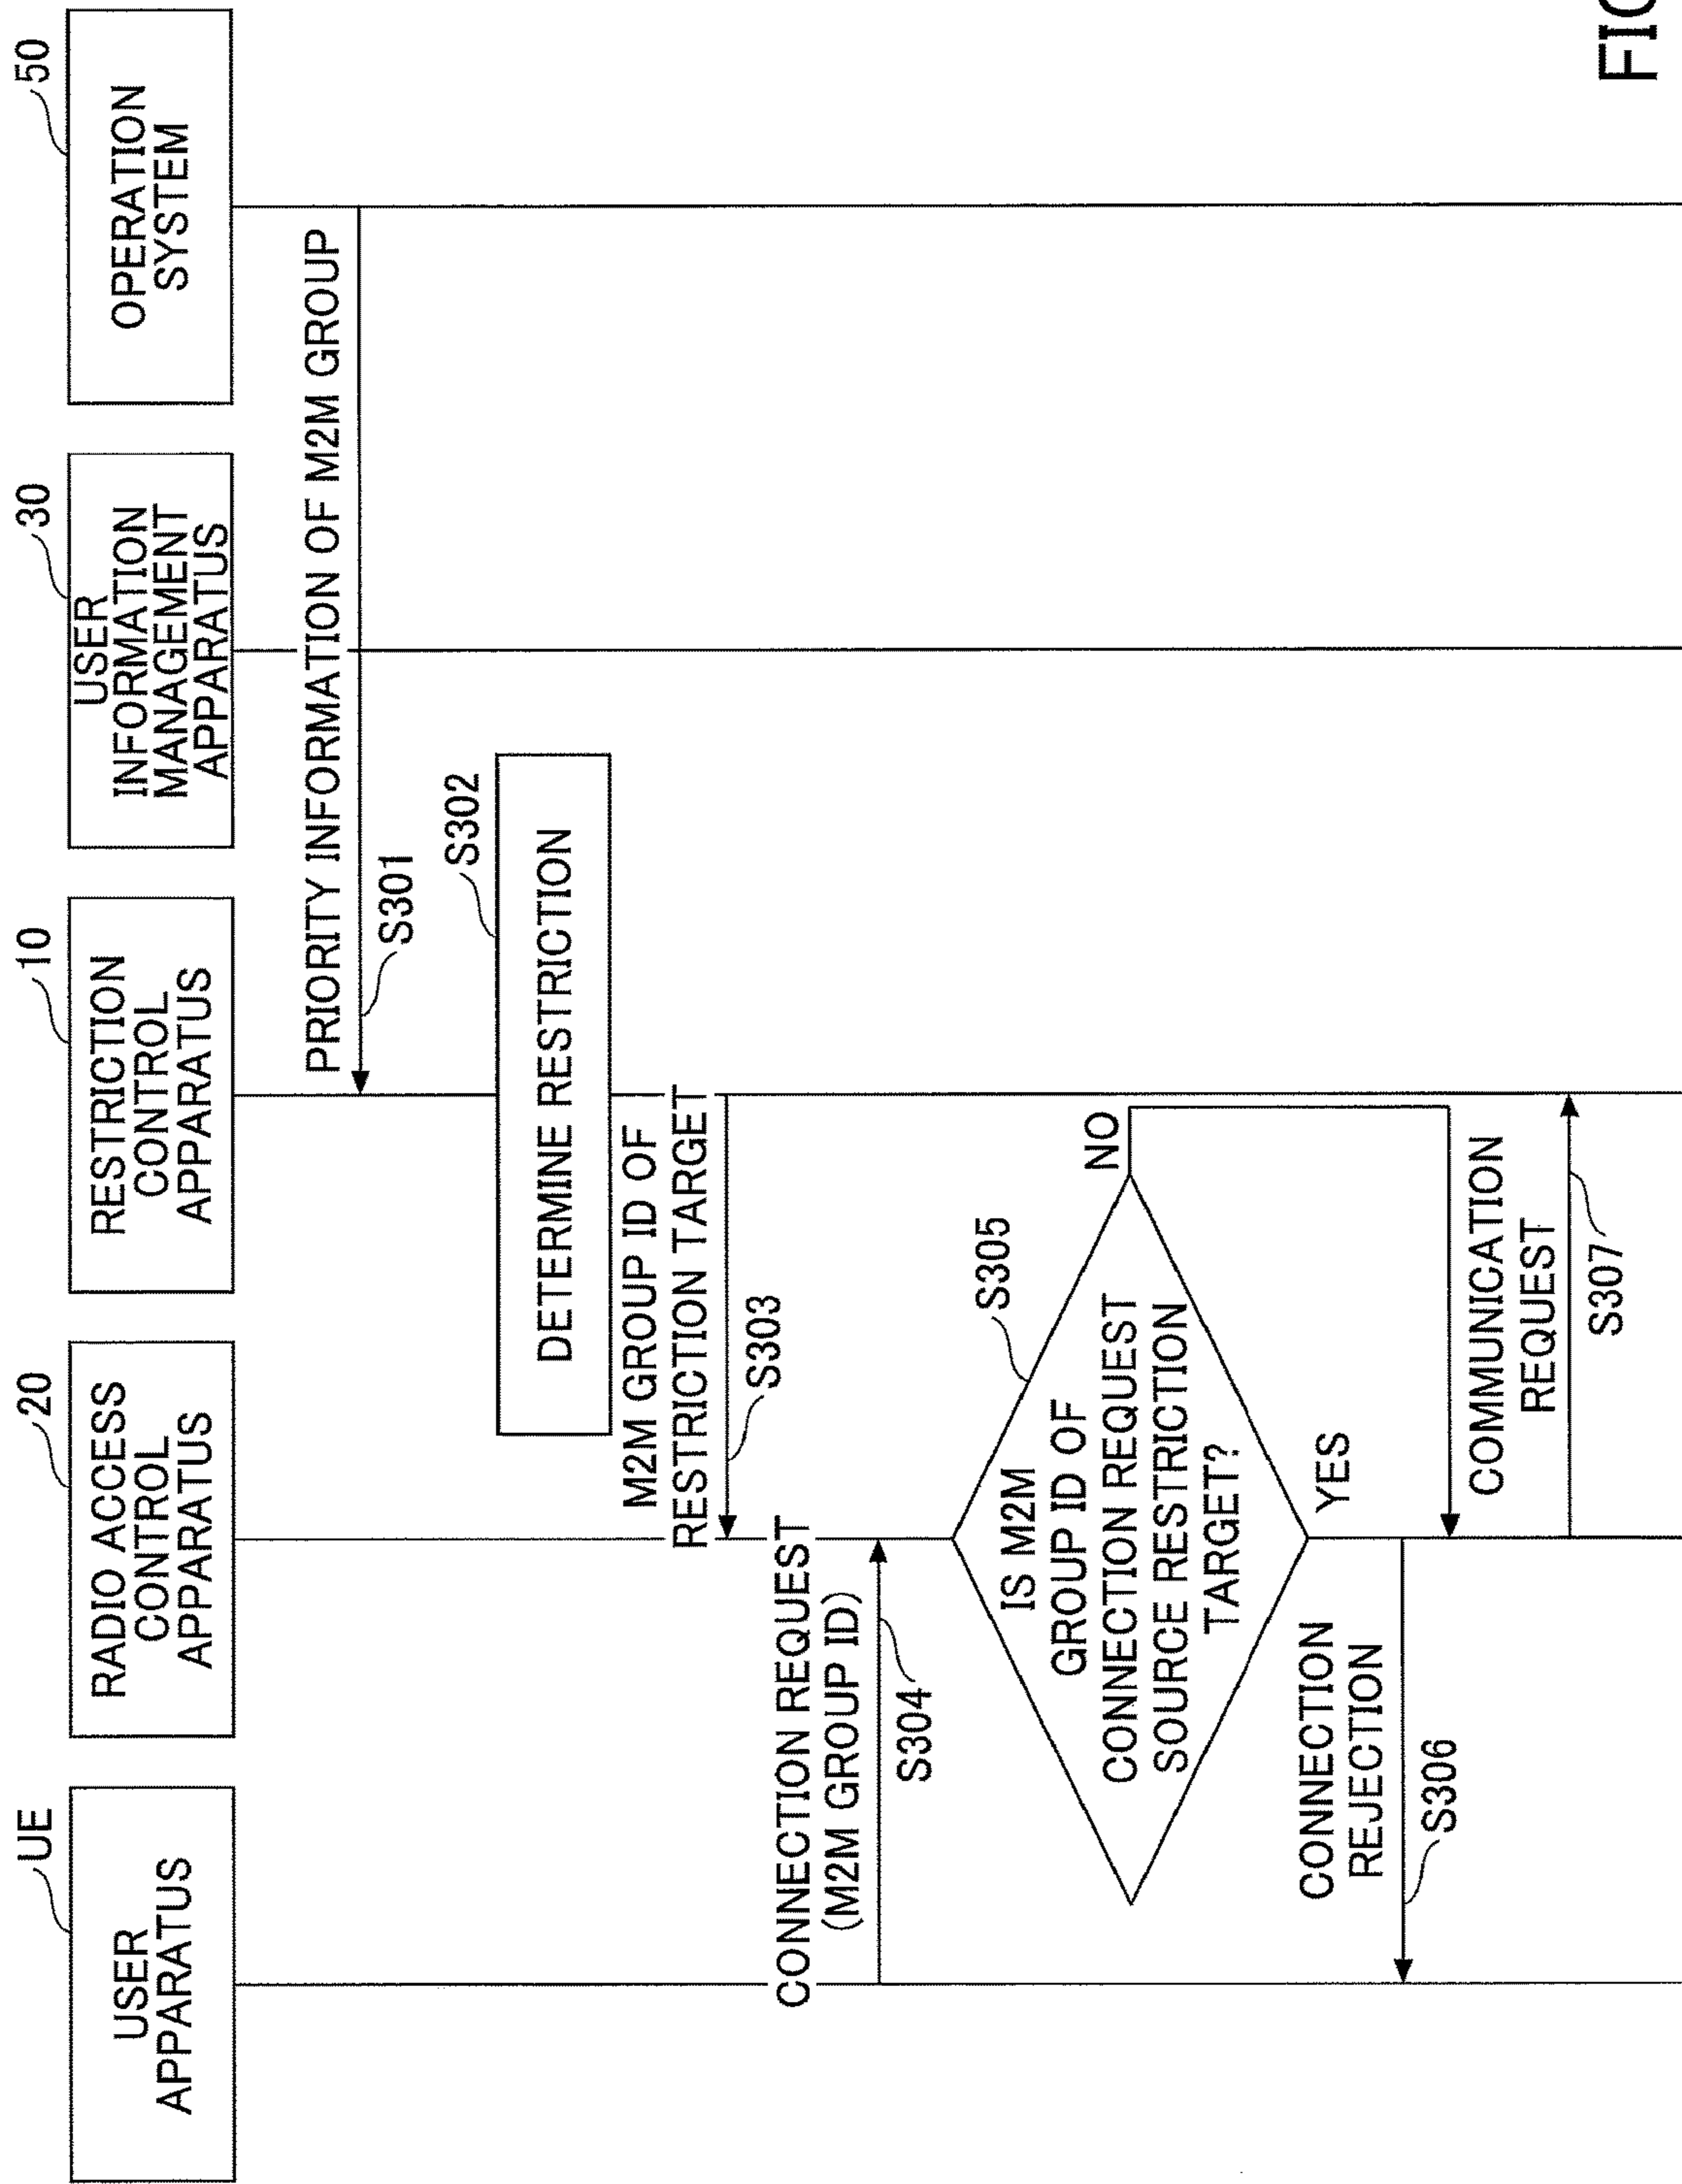 UE
USER
APPARATUS
20
RADIO ACCESS
CONTROL
APPARATUS
10
RESTRICTION
CONTROL
APPARATUS
30
USER
INFORMATION
MANAGEMENT
APPARATUS
50
OPERATION
SYSTEM
PRIORITY INFORMATION OF M2M GROUP
S301
S302
DETERMINE RESTRICTION
M2M GROUP ID OF
RESTRICTION TARGET
S303
CONNECTION REQUEST
(M2M GROUP ID)
S304
S305
IS M2M
GROUP ID OF
CONNECTION REQUEST
SOURCE RESTRICTION
TARGET?
NO
YES
CONNECTION
REJECTION
S306
COMMUNICATION
REQUEST
S307